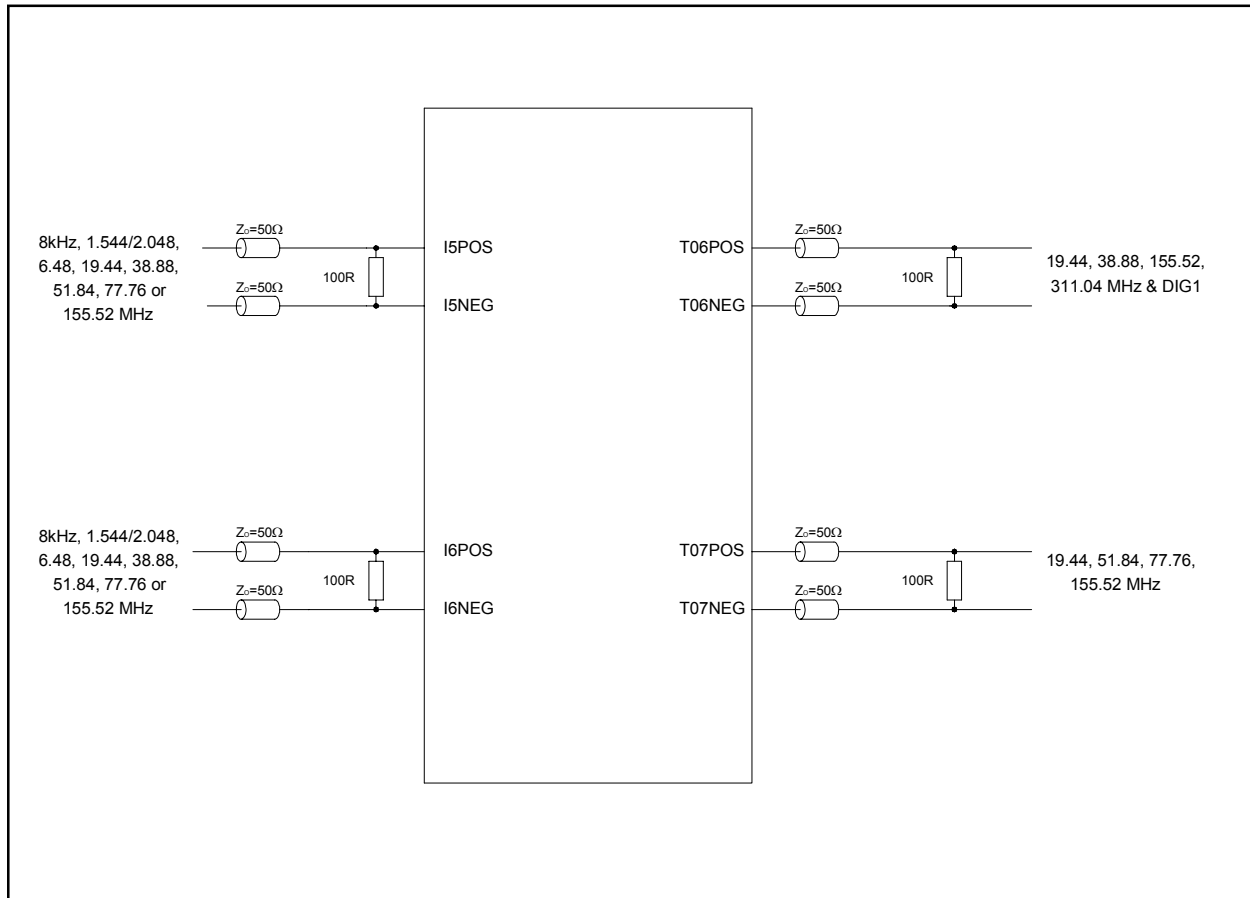 Zo=50Ω
8kHz, 1.544/2.048,
6.48, 19.44, 38.88,
51.84, 77.76 or
155.52 MHz
100R
Zo=50Ω
I5POS
I5NEG
T06POS
T06NEG
Zo=50Ω
100R
Zo=50Ω
19.44, 38.88, 155.52,
311.04 MHz & DIG1
Zo=50Ω
8kHz, 1.544/2.048,
6.48, 19.44, 38.88,
51.84, 77.76 or
155.52 MHz
100R
Zo=50Ω
I6POS
I6NEG
T07POS
T07NEG
Zo=50Ω
100R
Zo=50Ω
19.44, 51.84, 77.76,
155.52 MHz